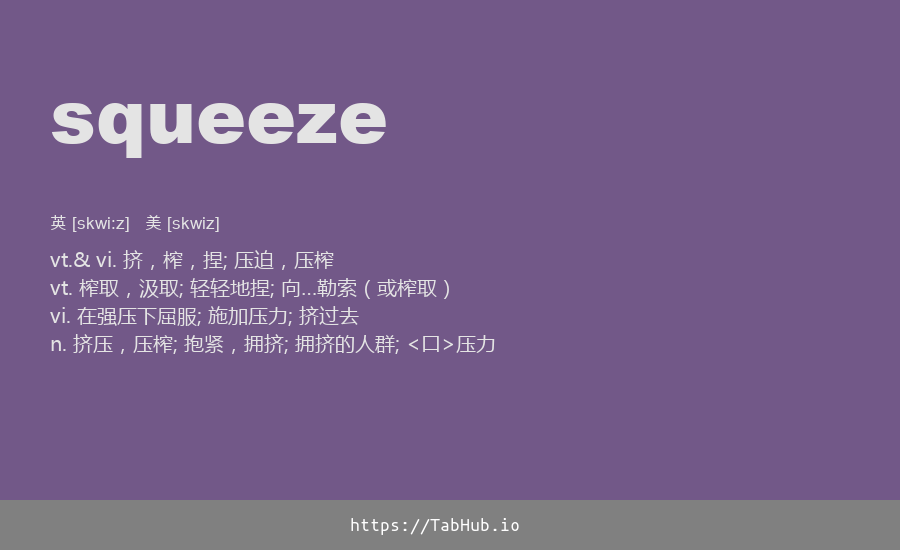 squeeze
英 [skwi:z] 美 [skwiz]
vt.& vi. 挤，榨，捏; 压迫，压榨
vt. 榨取，汲取; 轻轻地捏; 向…勒索（或榨取）
vi. 在强压下屈服; 施加压力; 挤过去
n. 挤压，压榨; 抱紧，拥挤; 拥挤的人群; <口>压力
https://TabHub.io